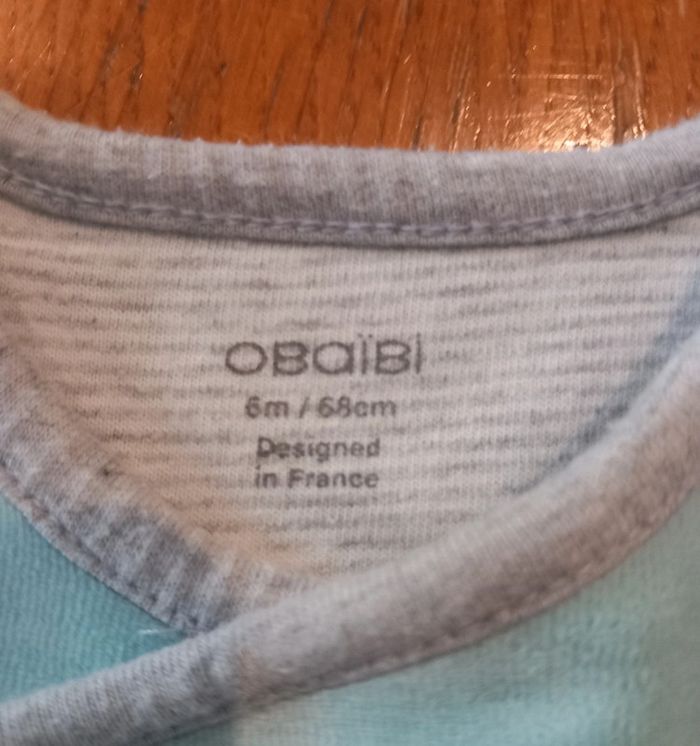 OBaïBi
6m / 68cm
Designed
in France